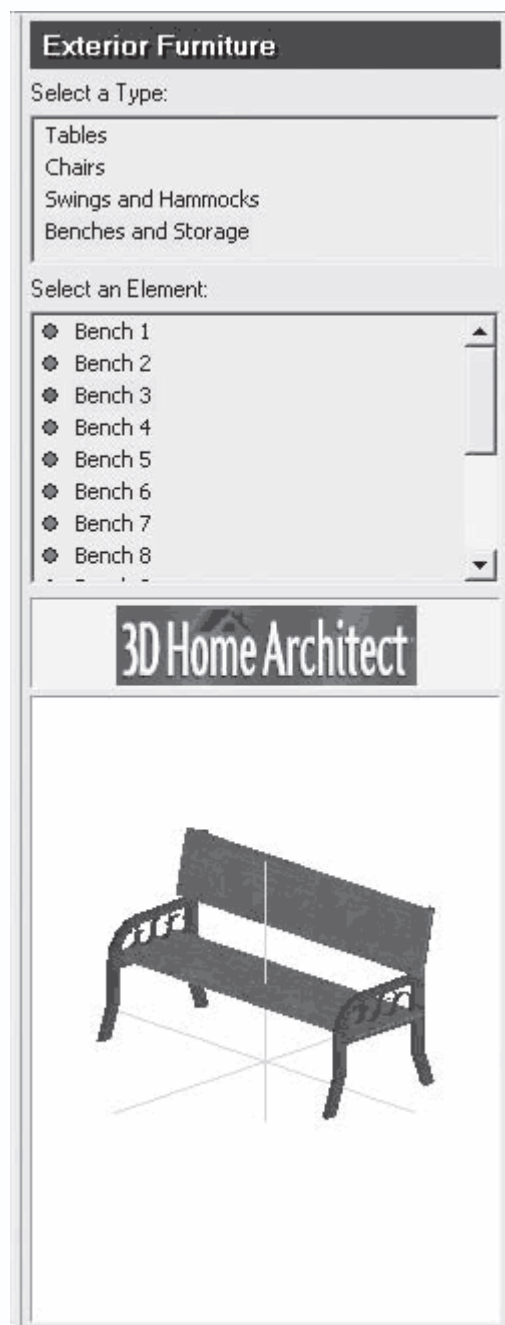 Exterior Furniture
Select a Type:
Tables
Chairs
Swings and Hammocks
Benches and Storage
Select an Element:
Bench 1
Bench 2
Bench 3
Bench 4
Bench 5
Bench 6
Bench 7
Bench 8
3D Home Architect